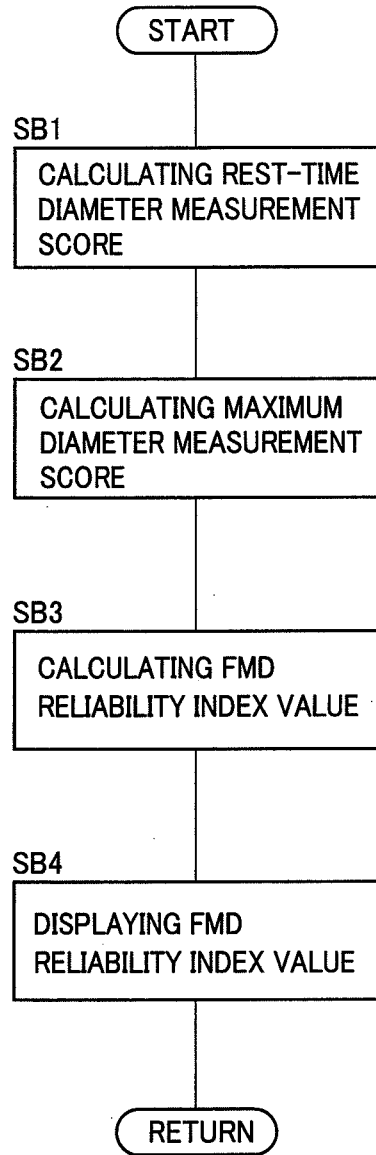 START
SB1
CALCULATING REST-TIME
DIAMETER MEASUREMENT
SCORE
SB2
CALCULATING MAXIMUM
DIAMETER MEASUREMENT
SCORE
SB3
CALCULATING FMD
RELIABILITY INDEX VALUE
SB4
DISPLAYING FMD
RELIABILITY INDEX VALUE
RETURN